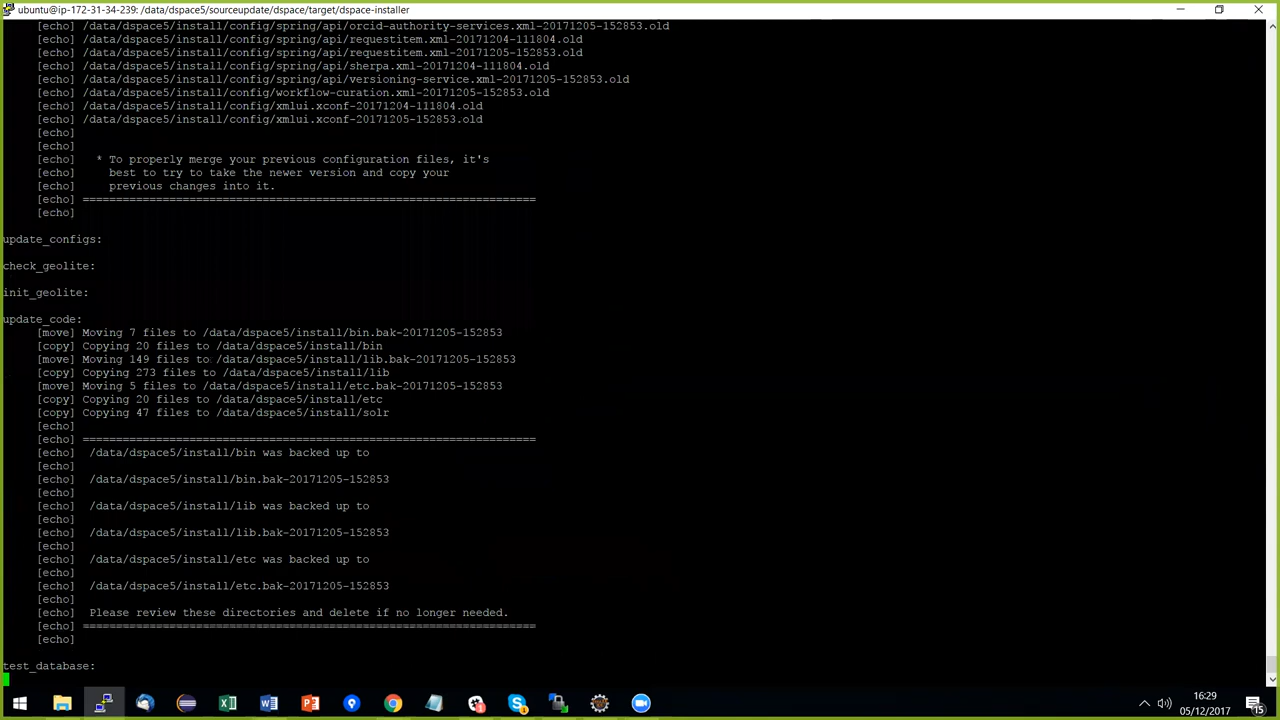 ubuntu@ip-172-31-34-239: /data/dspace5/sourceupdate/dspace/target/dspace-installer
[echo] /data/dspace5/install/config/spring/api/orcid-authority-services.xml-20171205-152853.old
[echo] /data/dspace5/install/config/spring/api/requestitem.xml-20171204-111804.old
[echo] /data/dspace5/install/config/spring/api/requestitem.xml-20171205-152853.old
[echo] /data/dspace5/install/config/spring/api/sherpa.xml-20171204-111804.old
[echo] /data/dspace5/install/config/spring/api/versioning-service.xml-20171205-152853.old
[echo] /data/dspace5/install/config/workflow-curation.xml-20171205-152853.old
[echo] /data/dspace5/install/config/xmlui.xconf-20171204-111804.old
[echo] /data/dspace5/install/config/xmlui.xconf-20171205-152853.old
[echo]
[echo]
[echo] * To properly merge your previous configuration files, it's
[echo] best to try to take the newer version and copy your
[echo] previous changes into it.
[echo] ====================================================================
[echo]
update_configs:
check_geolite:
init_geolite:
update_code:
[move] Moving 7 files to /data/dspace5/install/bin.bak-20171205-152853
[copy] Copying 20 files to /data/dspace5/install/bin
[move] Moving 149 files to /data/dspace5/install/lib.bak-20171205-152853
[copy] Copying 273 files to /data/dspace5/install/lib
[move] Moving 5 files to /data/dspace5/install/etc.bak-20171205-152853
[copy] Copying 20 files to /data/dspace5/install/etc
[copy] Copying 47 files to /data/dspace5/install/solr
[echo]
[echo] ====================================================================
[echo] /data/dspace5/install/bin was backed up to
[echo]
[echo] /data/dspace5/install/bin.bak-20171205-152853
[echo]
[echo] /data/dspace5/install/lib was backed up to
[echo]
[echo] /data/dspace5/install/lib.bak-20171205-152853
[echo]
[echo] /data/dspace5/install/etc was backed up to
[echo]
[echo] /data/dspace5/install/etc.bak-20171205-152853
[echo]
[echo] Please review these directories and delete if no longer needed.
[echo] ====================================================================
[echo]
test_database:
16:29
05/12/2017
15